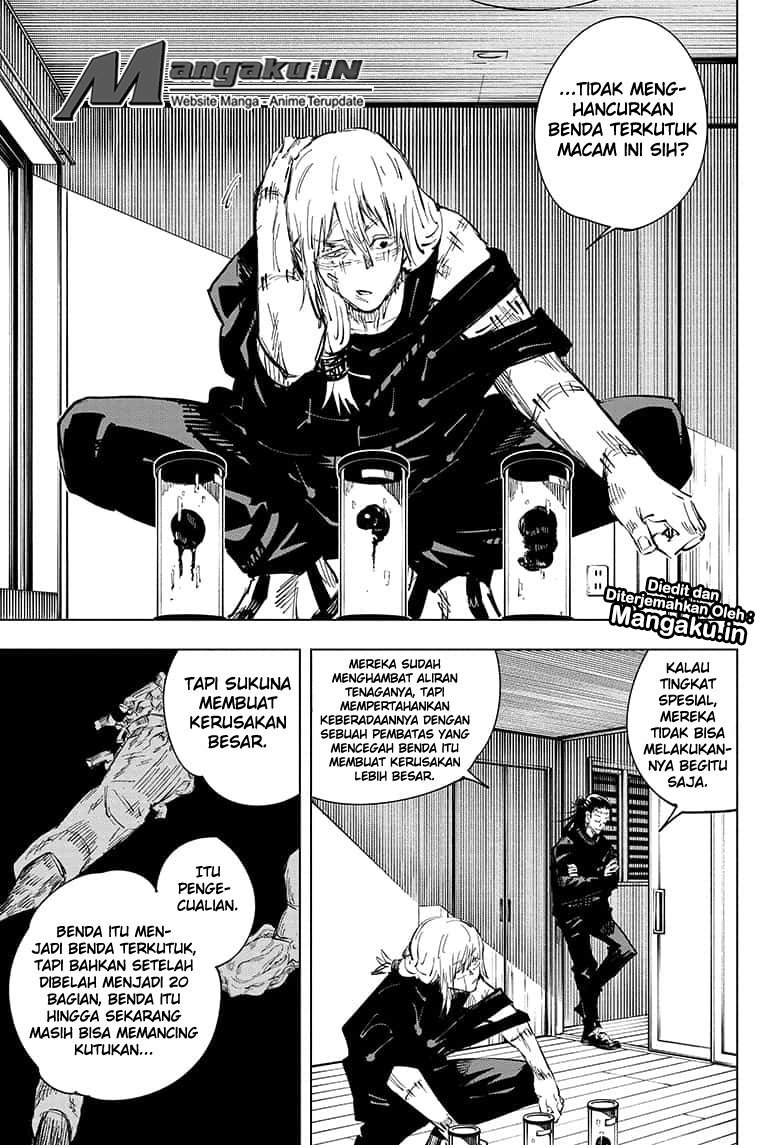 Mangaku.in
Website Manga - Anime Terupdate
...TIDAK MENG-
HANCURKAN
BENDA TERKUTUK
MACAM INI SIH?
Diedit dan
Diterjemahkan Oleh :
Mangaku.in
KALAU
TINGKAT
SPESIAL,
MEREKA TIDAK
BISA
MELAKUKAN-
NYA BEGITU
SAJA.
MEREKA SUDAH
MENGHAMBAT ALIRAN
TENAGANYA, TAPI
MEMPERTAHANKAN
KEBERADAANNYA DENGAN
SEBUAH PEMBATAS YANG
MENCEGAH BENDA ITU
MEMBUAT KERUSAKAN
LEBIH BESAR.
TAPI SUKUNA
MEMBUAT
KERUSAKAN
BESAR.
ITU
PENGE-
CUALIAN.
BENDA ITU MEN-
JADI BENDA TERKUTUK,
TAPI BAHKAN SETELAH
DIBELAH MENJADI 20
BAGIAN, BENDA ITU
HINGGA SEKARANG
MASIH BISA MEMANCING
KUTUKAN...